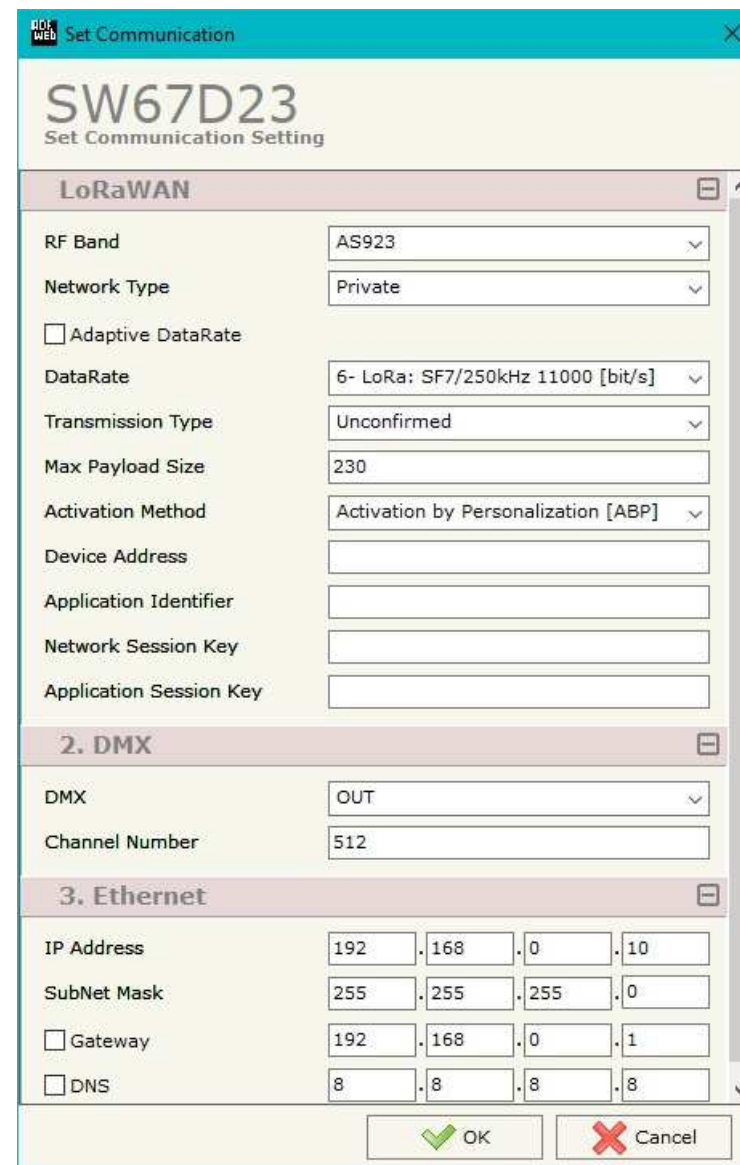 ADF WEB Set Communication
SW67D23
Set Communication Setting
LoRaWAN
RF Band AS923
Network Type Private
Adaptive DataRate
DataRate 6- LoRa: SF7/250kHz 11000 [bit/s]
Transmission Type Unconfirmed
Max Payload Size 230
Activation Method Activation by Personalization [ABP]
Device Address
Application Identifier
Network Session Key
Application Session Key
2. DMX
DMX OUT
Channel Number 512
3. Ethernet
IP Address 192 . 168 . 0 . 10
SubNet Mask 255 . 255 . 255 . 0
Gateway 192 . 168 . 0 . 1
DNS 8 . 8 . 8 . 8
OK Cancel